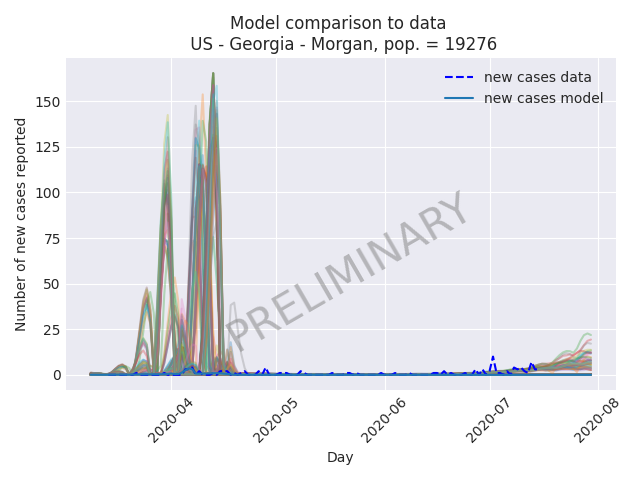 Model comparison to data
US - Georgia - Morgan, pop. = 19276
new cases data
new cases model
Number of new cases reported
150
125
100
75
50
25
0
PRELIMINARY
2020-04
2020-05
2020-06
2020-07
2020-08
Day